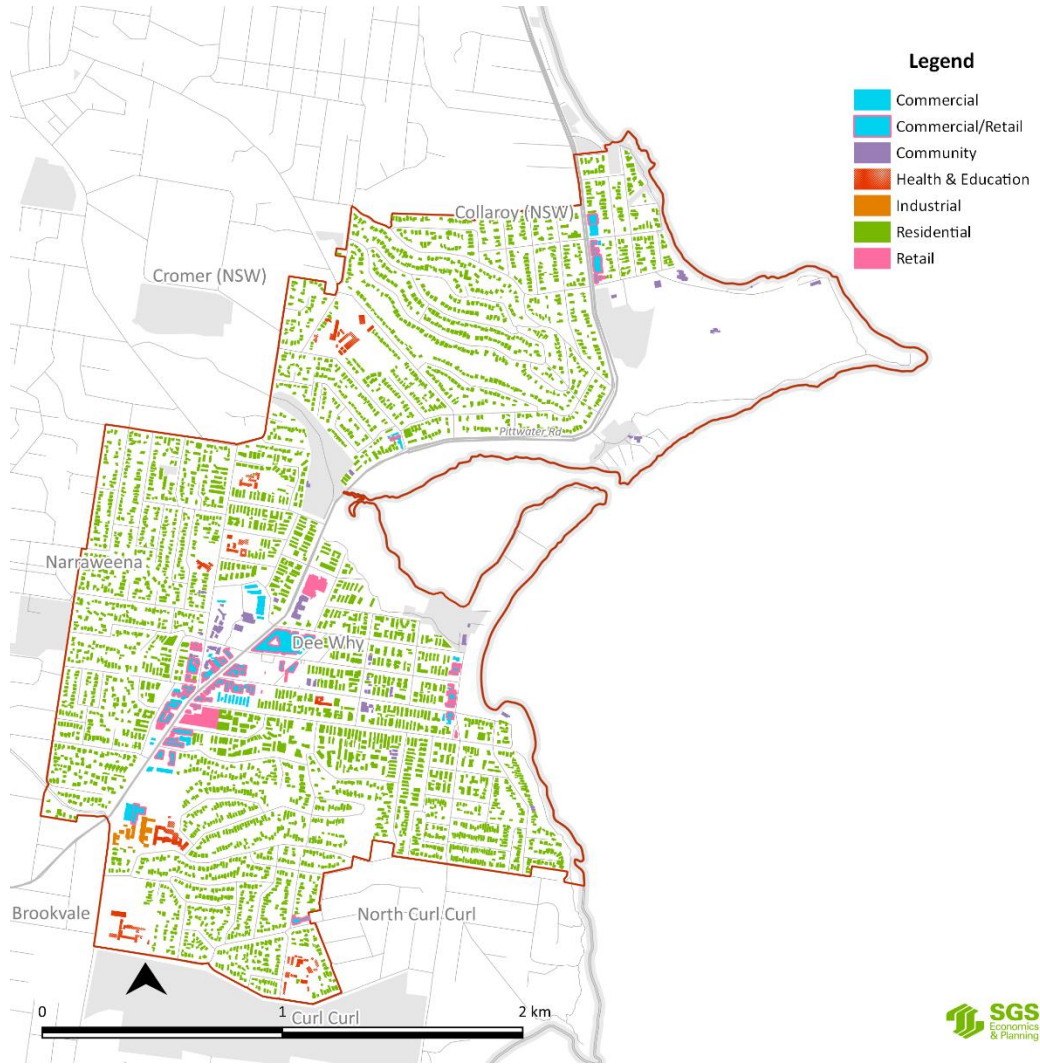 Legend
Commercial
Commercial/Retail
Community
Health & Education
Industrial
Residential
Retail
Collaroy (NSW)
Cromer (NSW)
Pittwater Rd
Narraweena
Dee Why
Brookvale
North Curl Curl
Curl Curl
0
1
2 km
SGS
Economics
& Planning